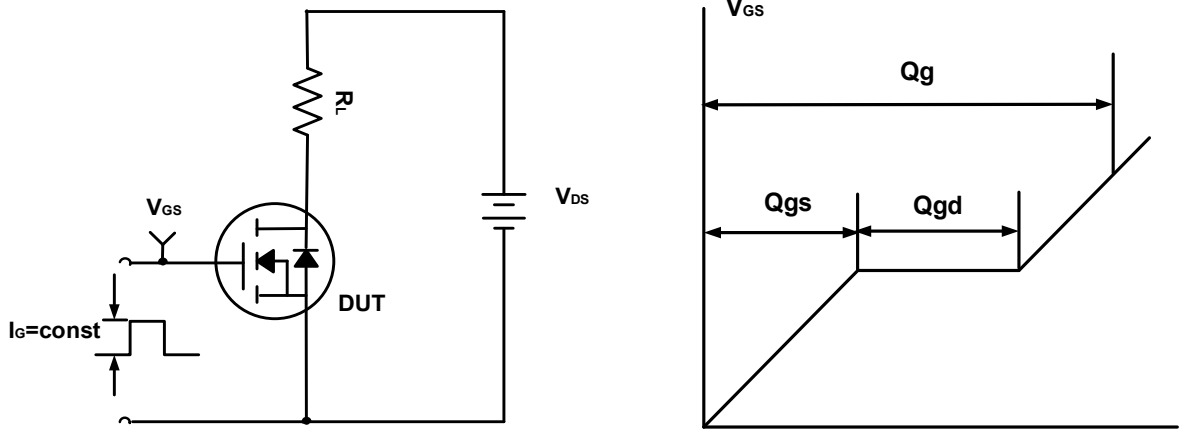 RL
VDS
VGS
DUT
IG=const
VGS
Qg
Qgs
Qgd